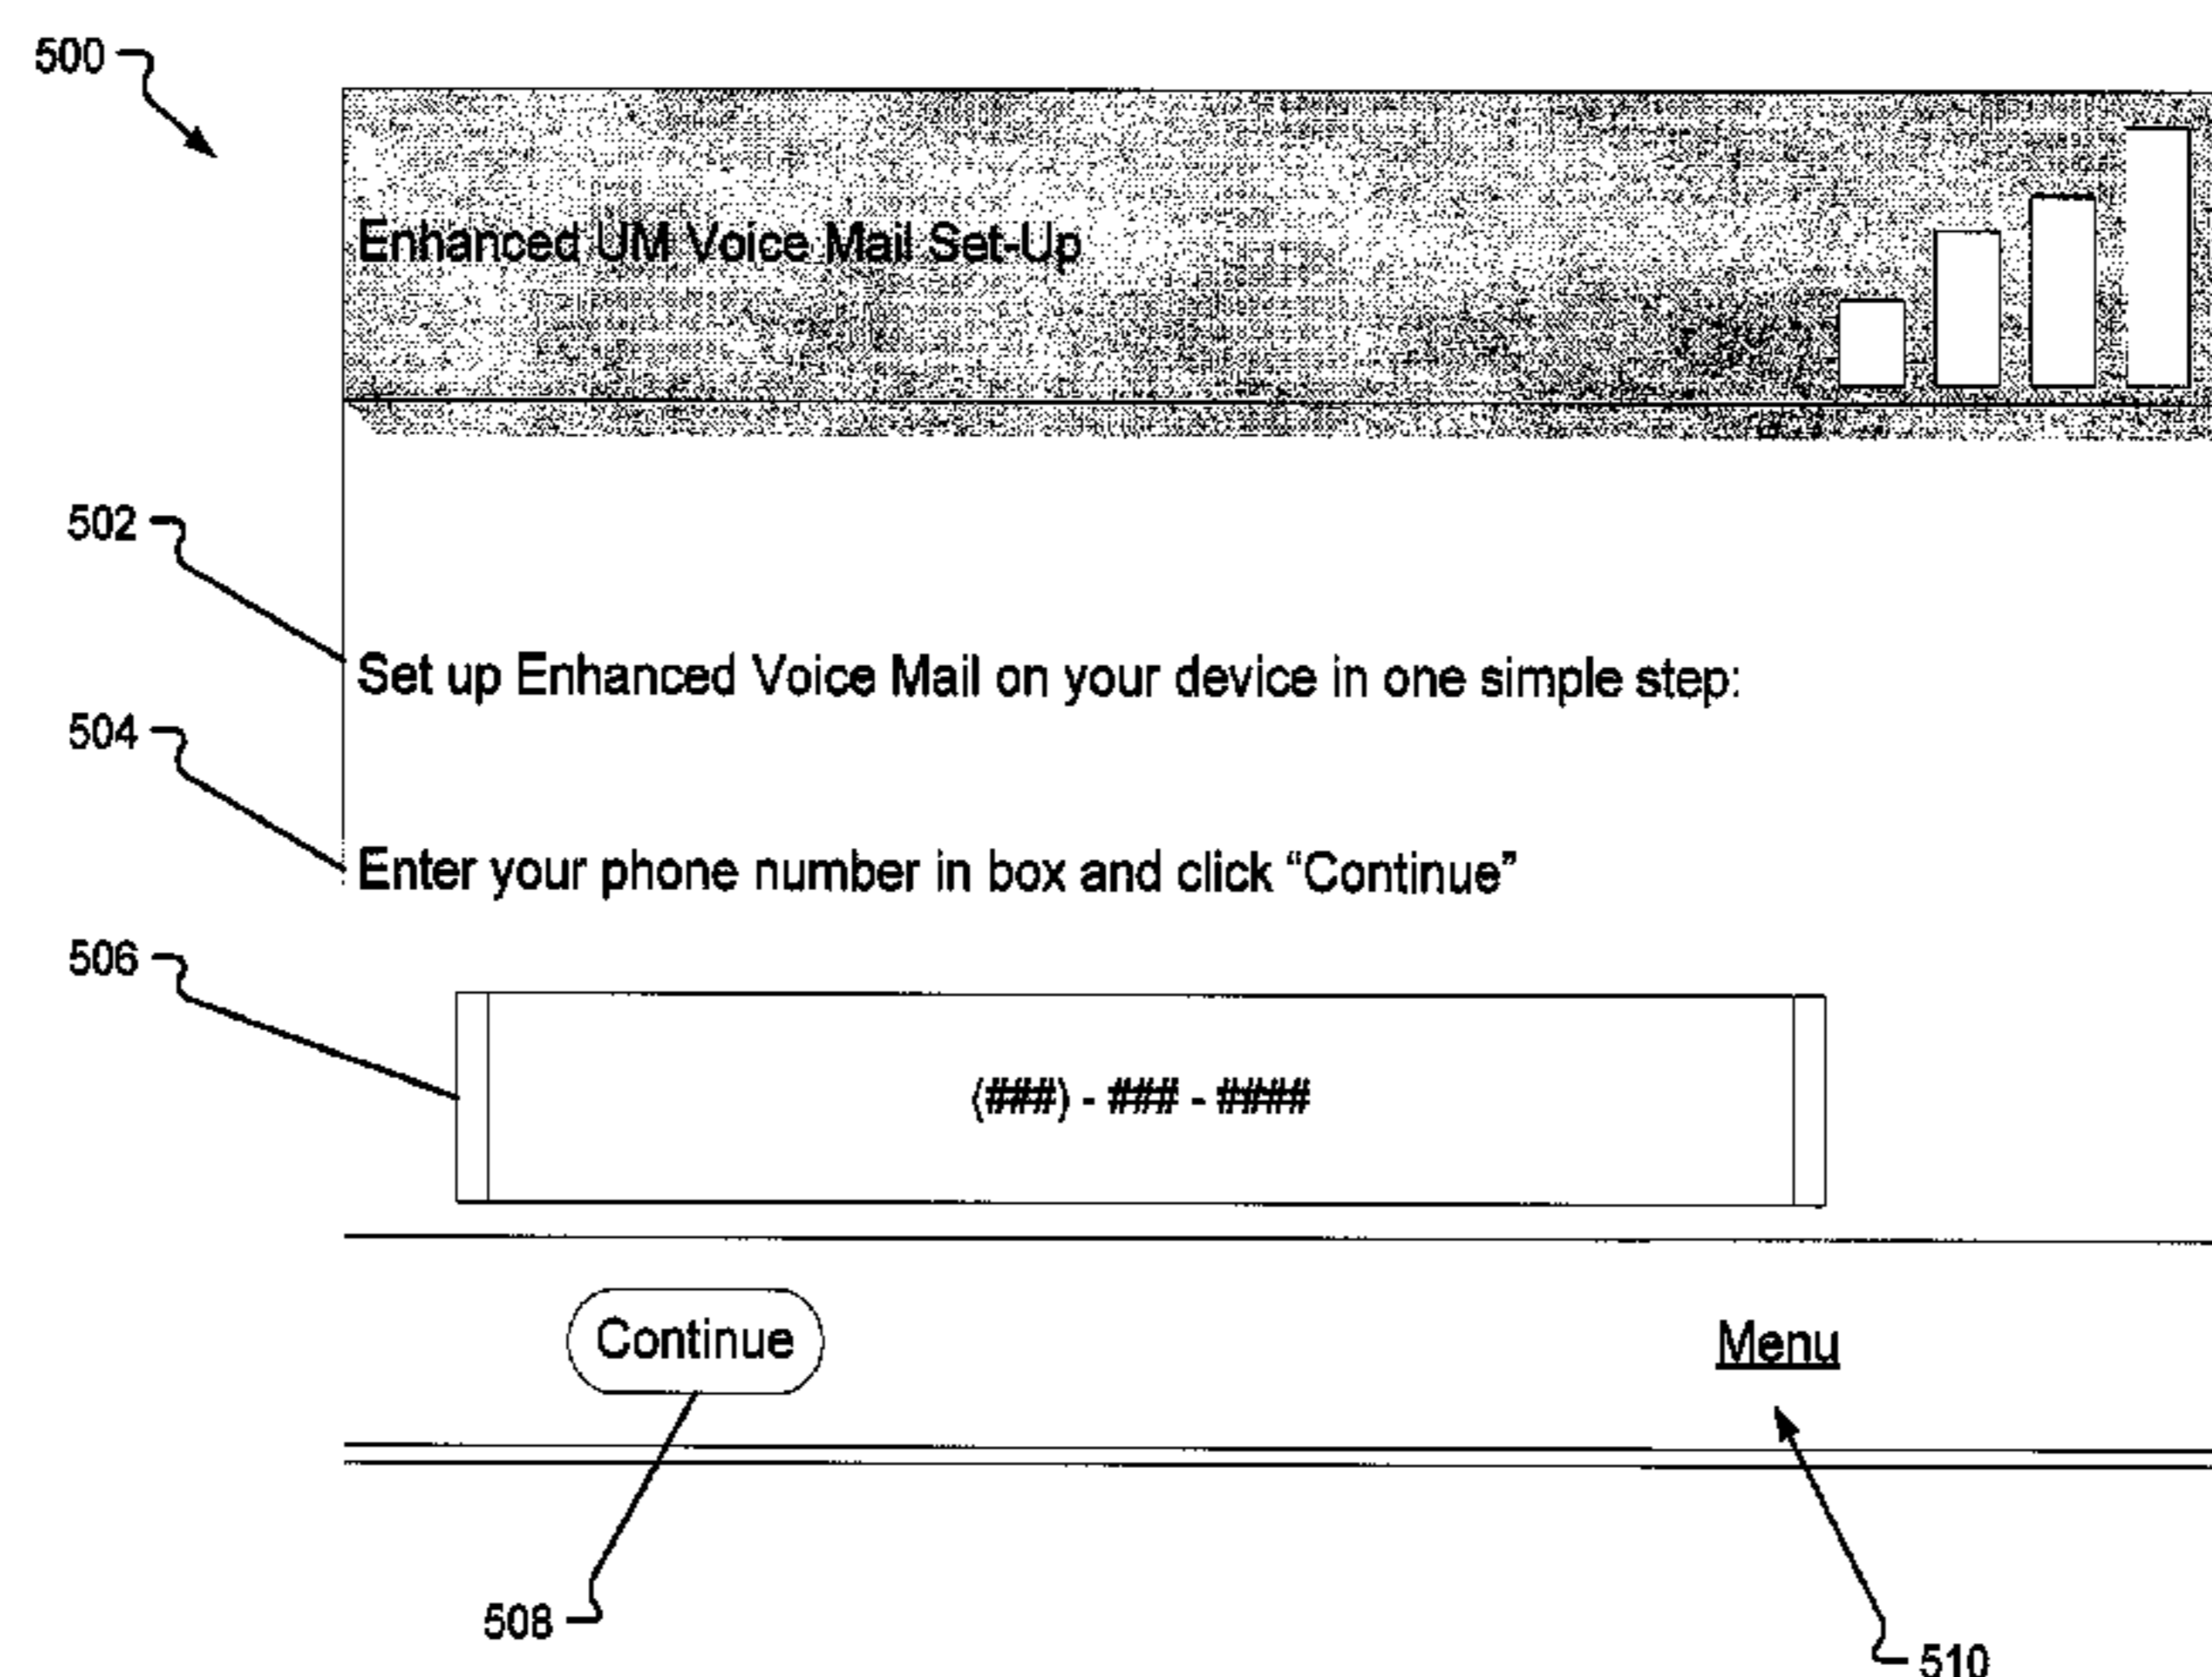 500
Enhanced UM Voice Mail Set-Up
502
Set up Enhanced Voice Mail on your device in one simple step:
504
Enter your phone number in box and click “Continue”
506
(###) - ### - ####
Continue
Menu
508
510